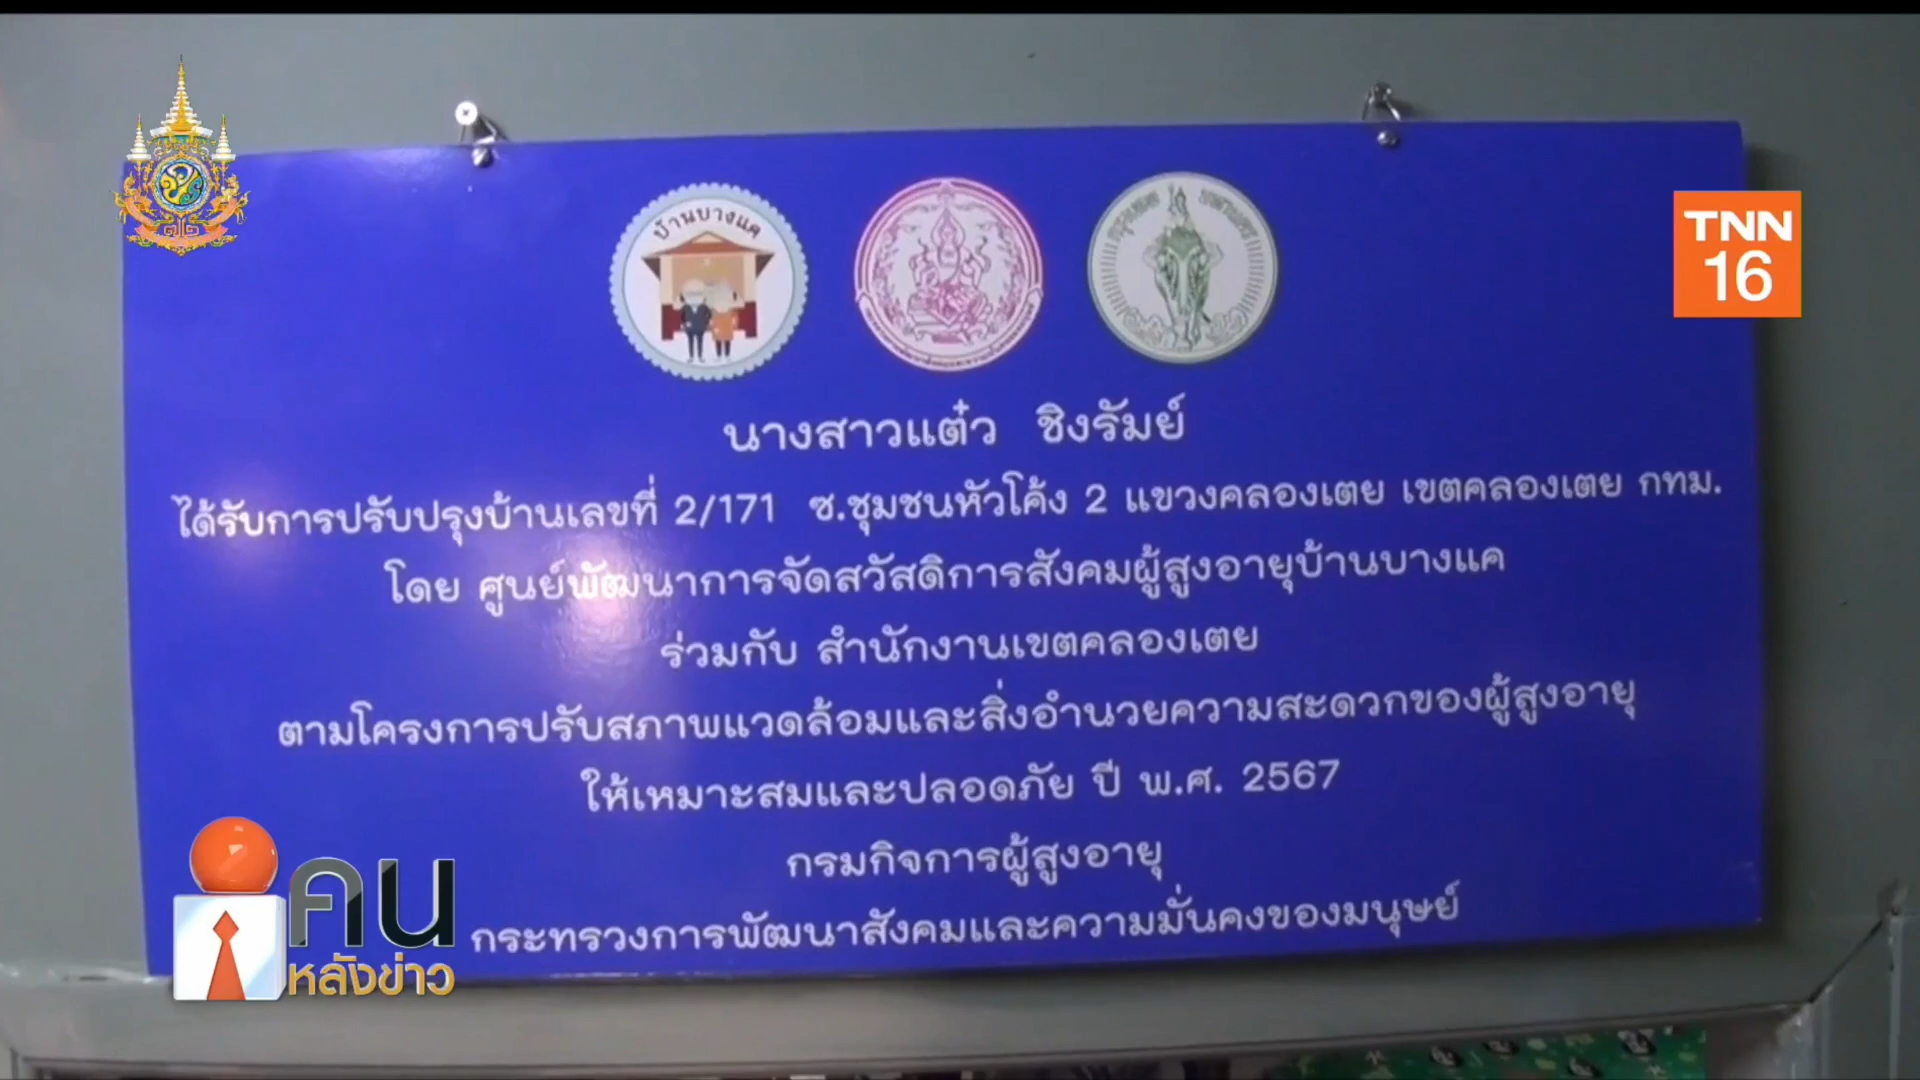 TNN
16
บ้านบางแค
นางสาวแต๋ว ชิงรัมย์
ได้รับการปรับปรุงบ้านเลขที่ 2/171 ซ.ชุมชนหัวโค้ง 2 แขวงคลองเตย เขตคลองเตย กทม.
โดย ศูนย์พัฒนาการจัดสวัสดิการสังคมผู้สูงอายุบ้านบางแค
ร่วมกับ สำนักงานเขตคลองเตย
ตามโครงการปรับสภาพแวดล้อมและสิ่งอำนวยความสะดวกของผู้สูงอายุ
ให้เหมาะสมและปลอดภัย ปี พ.ศ. 2567
กรมกิจการผู้สูงอายุ
กระทรวงการพัฒนาสังคมและความมั่นคงของมนุษย์
คน
หลังข่าว